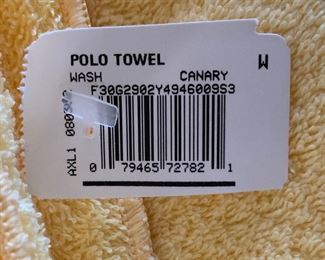 POLO TOWEL
WASH CANARY W
F30G2902Y4946009S3
AXL1
0 79465 72782 1